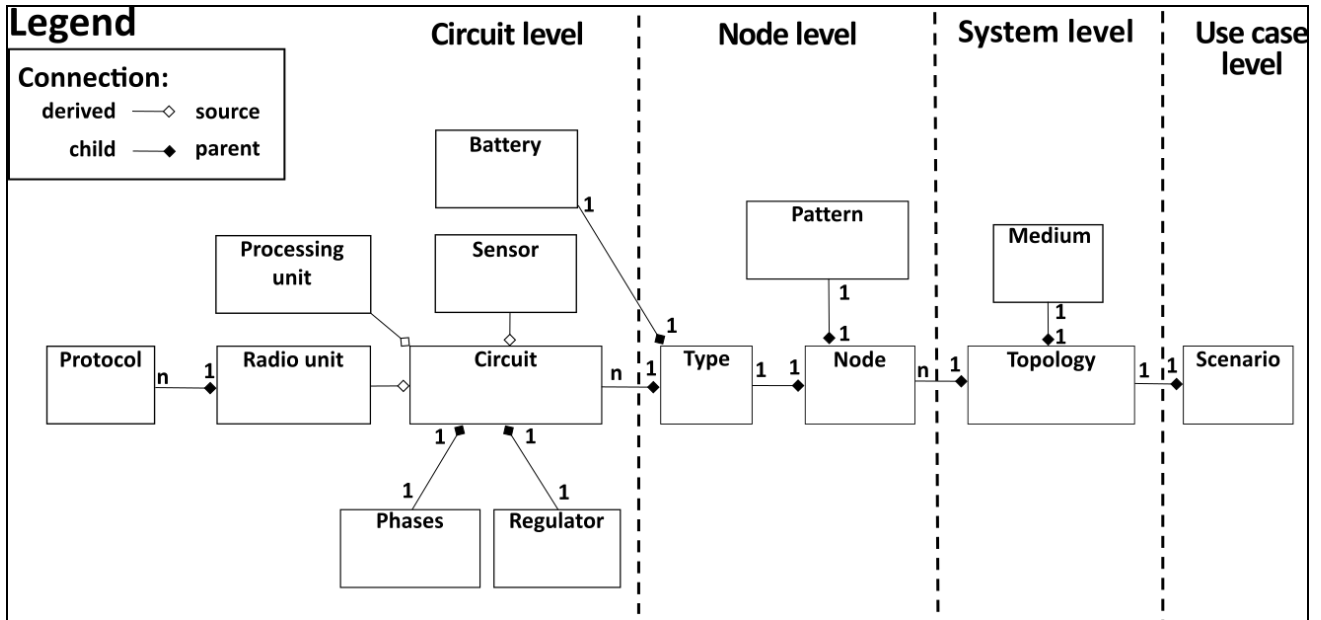 Legend
Circuit level
Node level
System level
Use case
level
Connection:
derived
source
child
parent
Battery
1
1
Pattern
1
1
Medium
1
1
Processing
unit
Sensor
Protocol
n
1
Radio unit
Circuit
n
1
Type
1
1
Node
n
1
Topology
1
1
Scenario
1
1
1
1
Phases
Regulator